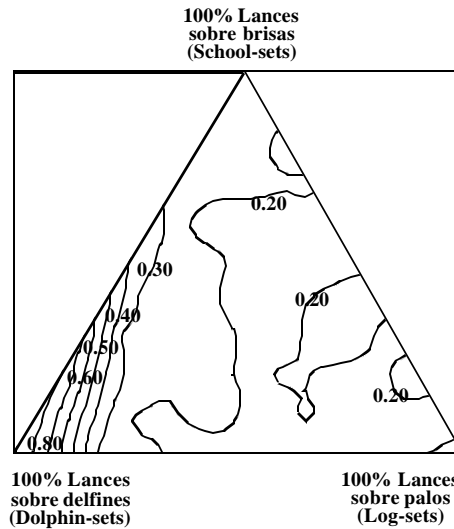 100% Lances
sobre brisas
(School-sets)
0.20
0.30
0.20
0.40
0.50
0.60
0.20
0.80
100% Lances
sobre delfines
(Dolphin-sets)
100% Lances
sobre palos
(Log-sets)